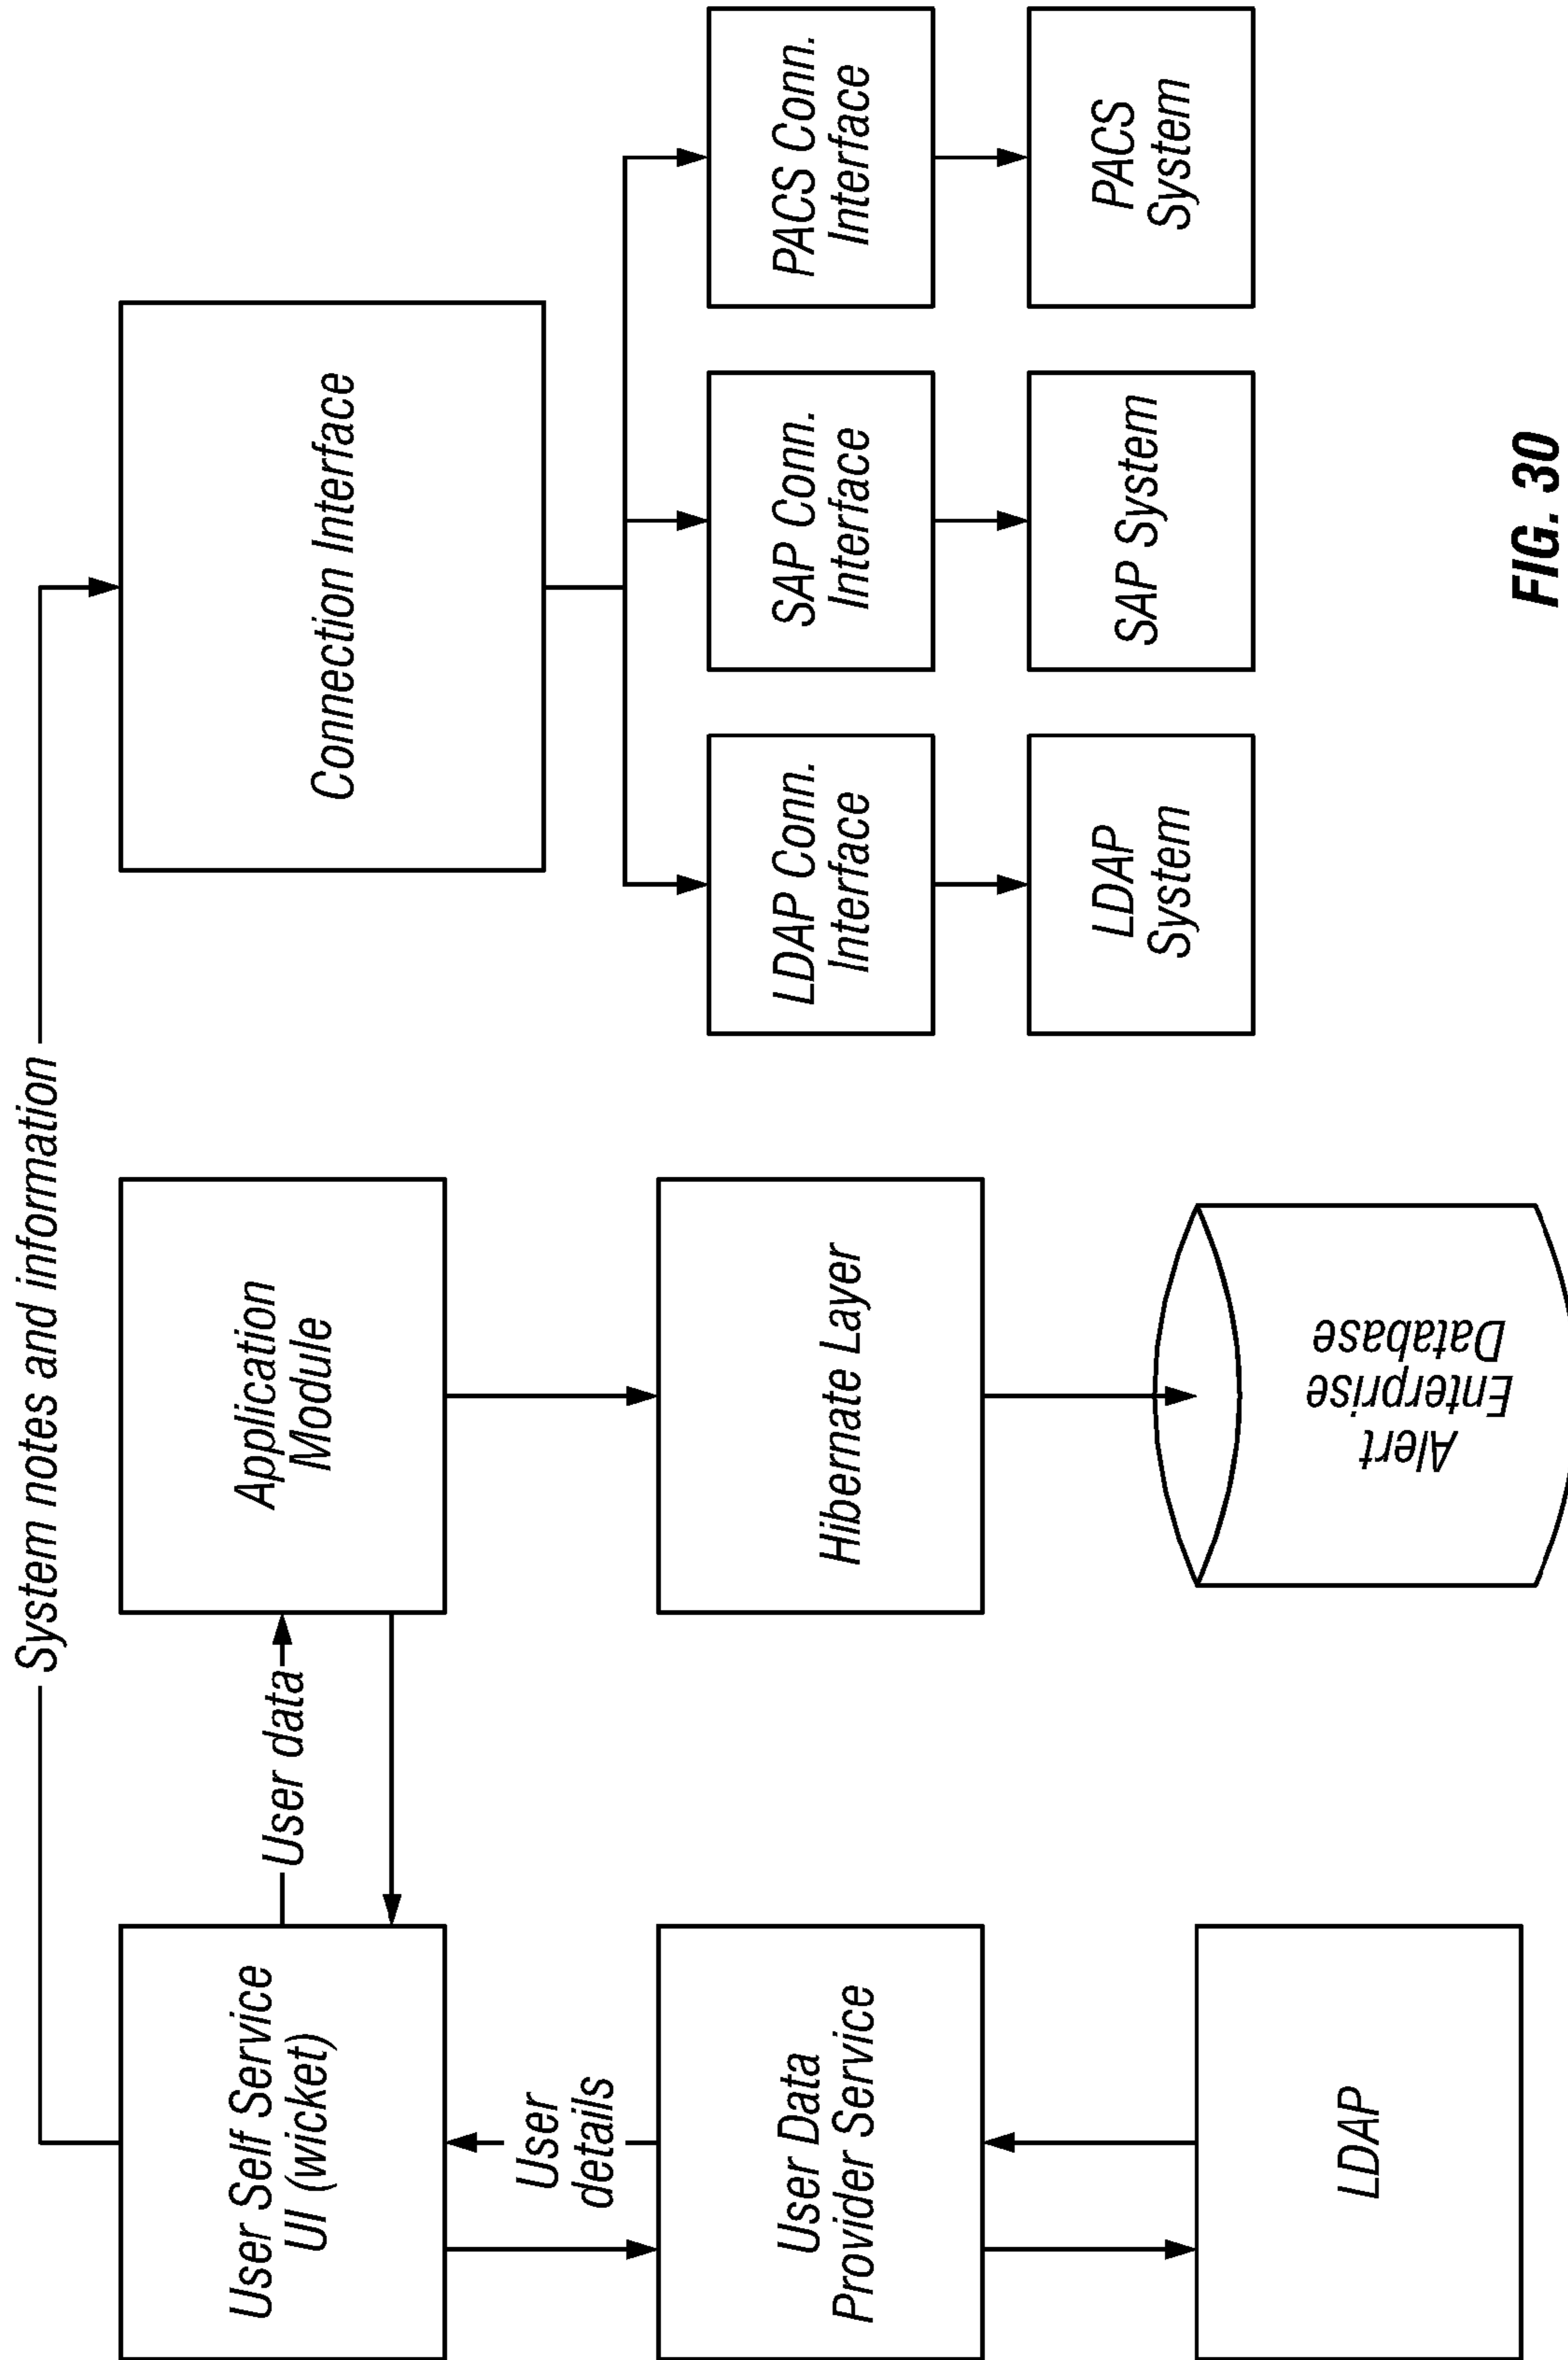 System notes and information
User Self Service
UI (wicket)
User data
Application
Module
Connection Interface
User
details
User Data
Provider Service
Hibernate Layer
LDAP Conn.
Interface
SAP Conn.
Interface
PACS Conn.
Interface
LDAP
Alert
Enterprise
Database
LDAP
System
SAP System
PACS
System
FIG. 30